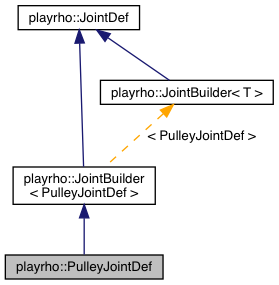 playrho::JointDef
playrho::JointBuilder< T >
< PulleyJointDef >
playrho::JointBuilder
< PulleyJointDef >
playrho::PulleyJointDef